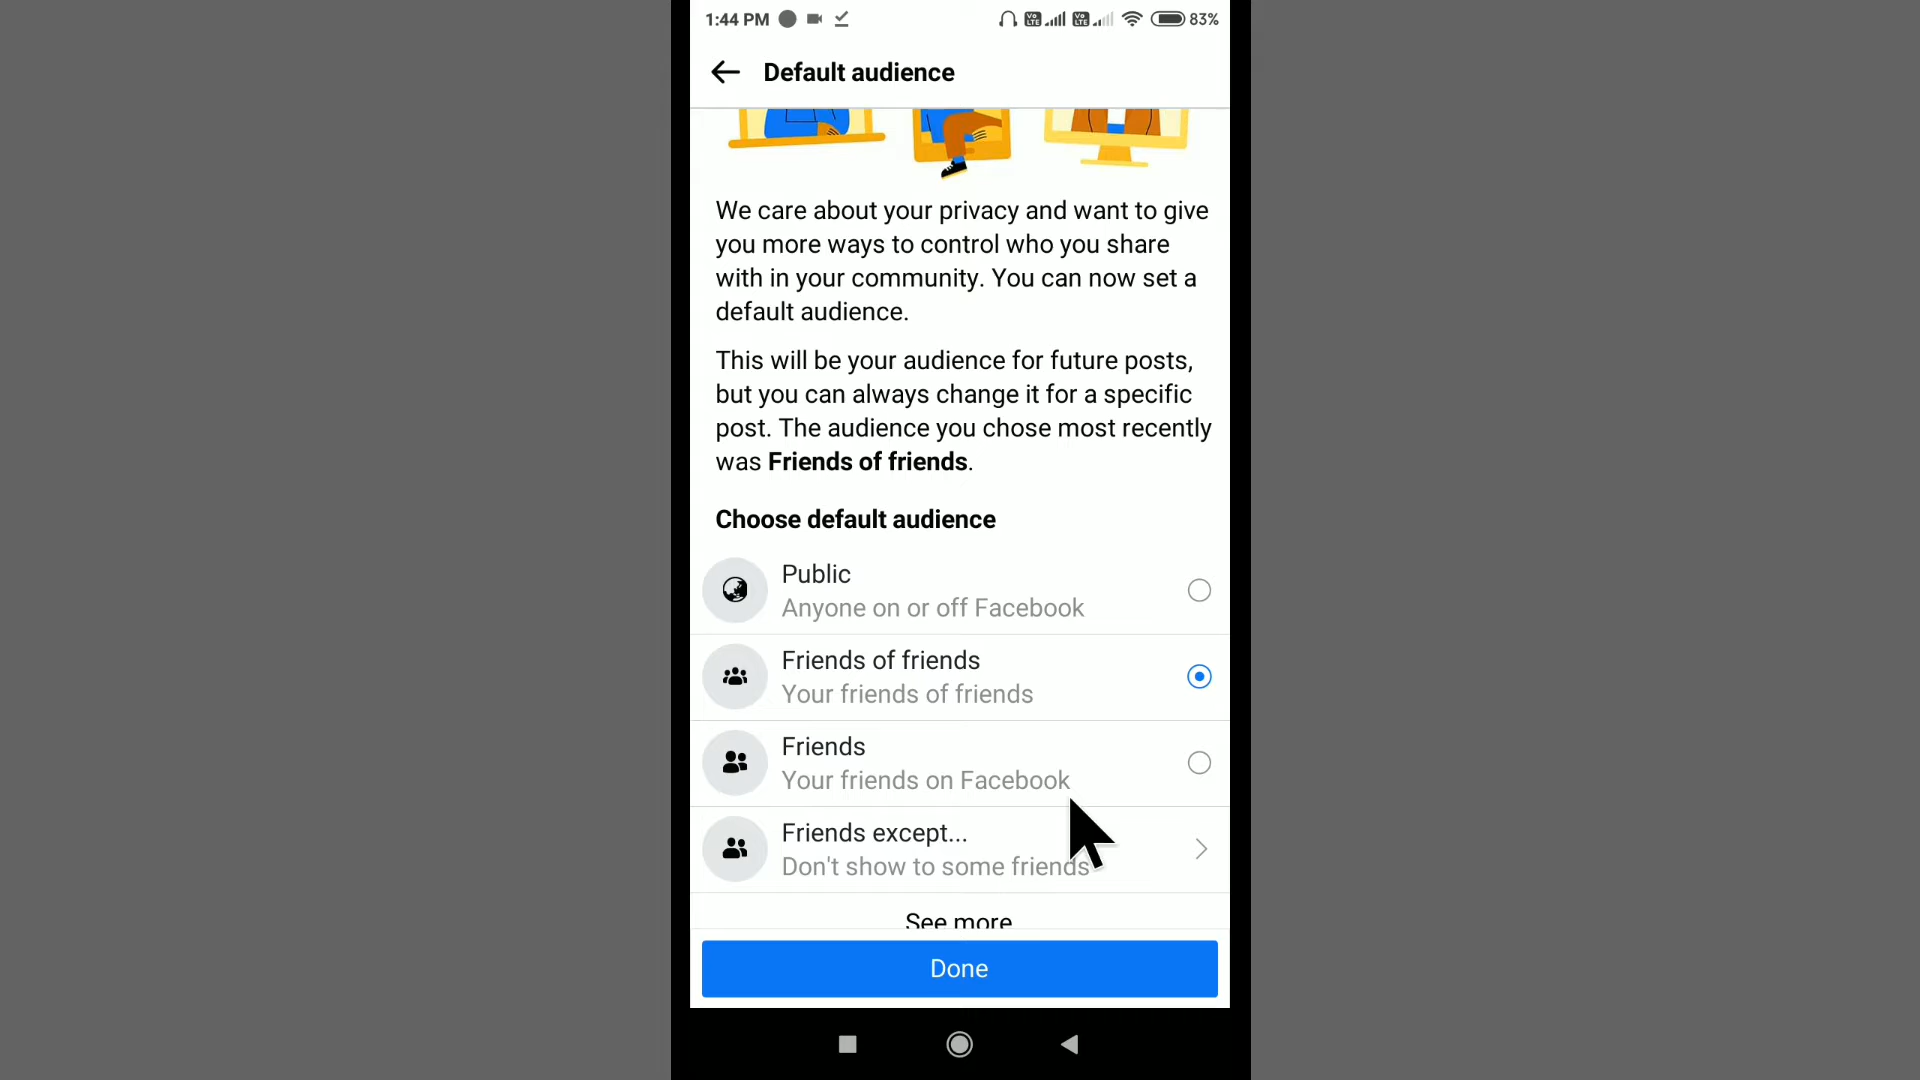 1:44 PM 83%
Default audience
We care about your privacy and want to give
you more ways to control who you share
with in your community. You can now set a
default audience.
This will be your audience for future posts,
but you can always change it for a specific
post. The audience you chose most recently
was Friends of friends.
Choose default audience
Public
Anyone on or off Facebook
Friends of friends
Your friends of friends
Friends
Your friends on Facebook
Friends except...
Don't show to some friends
See more
Done